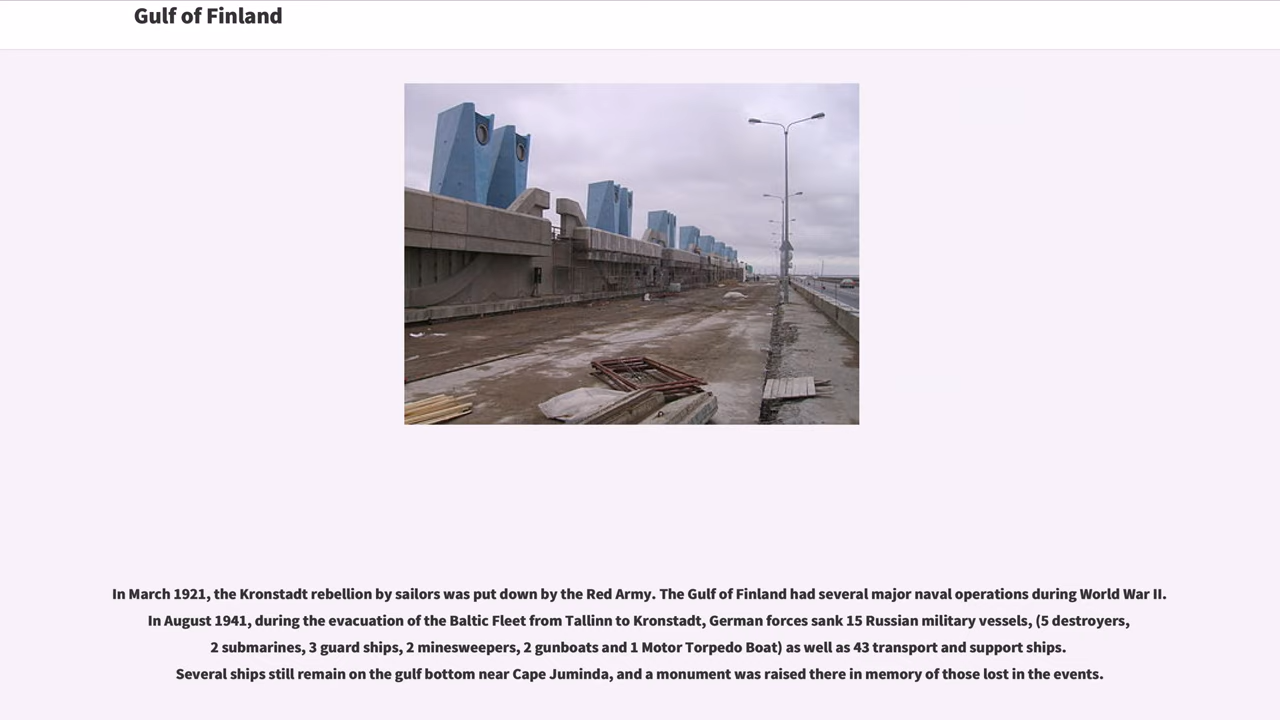 Gulf of Finland
In March 1921, the Kronstadt rebellion by sailors was put down by the Red Army. The Gulf of Finland had several major naval operations during World War II.
In August 1941, during the evacuation of the Baltic Fleet from Tallinn to Kronstadt, German forces sank 15 Russian military vessels, (5 destroyers,
2 submarines, 3 guard ships, 2 minesweepers, 2 gunboats and 1 Motor Torpedo Boat) as well as 43 transport and support ships.
Several ships still remain on the gulf bottom near Cape Juminda, and a monument was raised there in memory of those lost in the events.